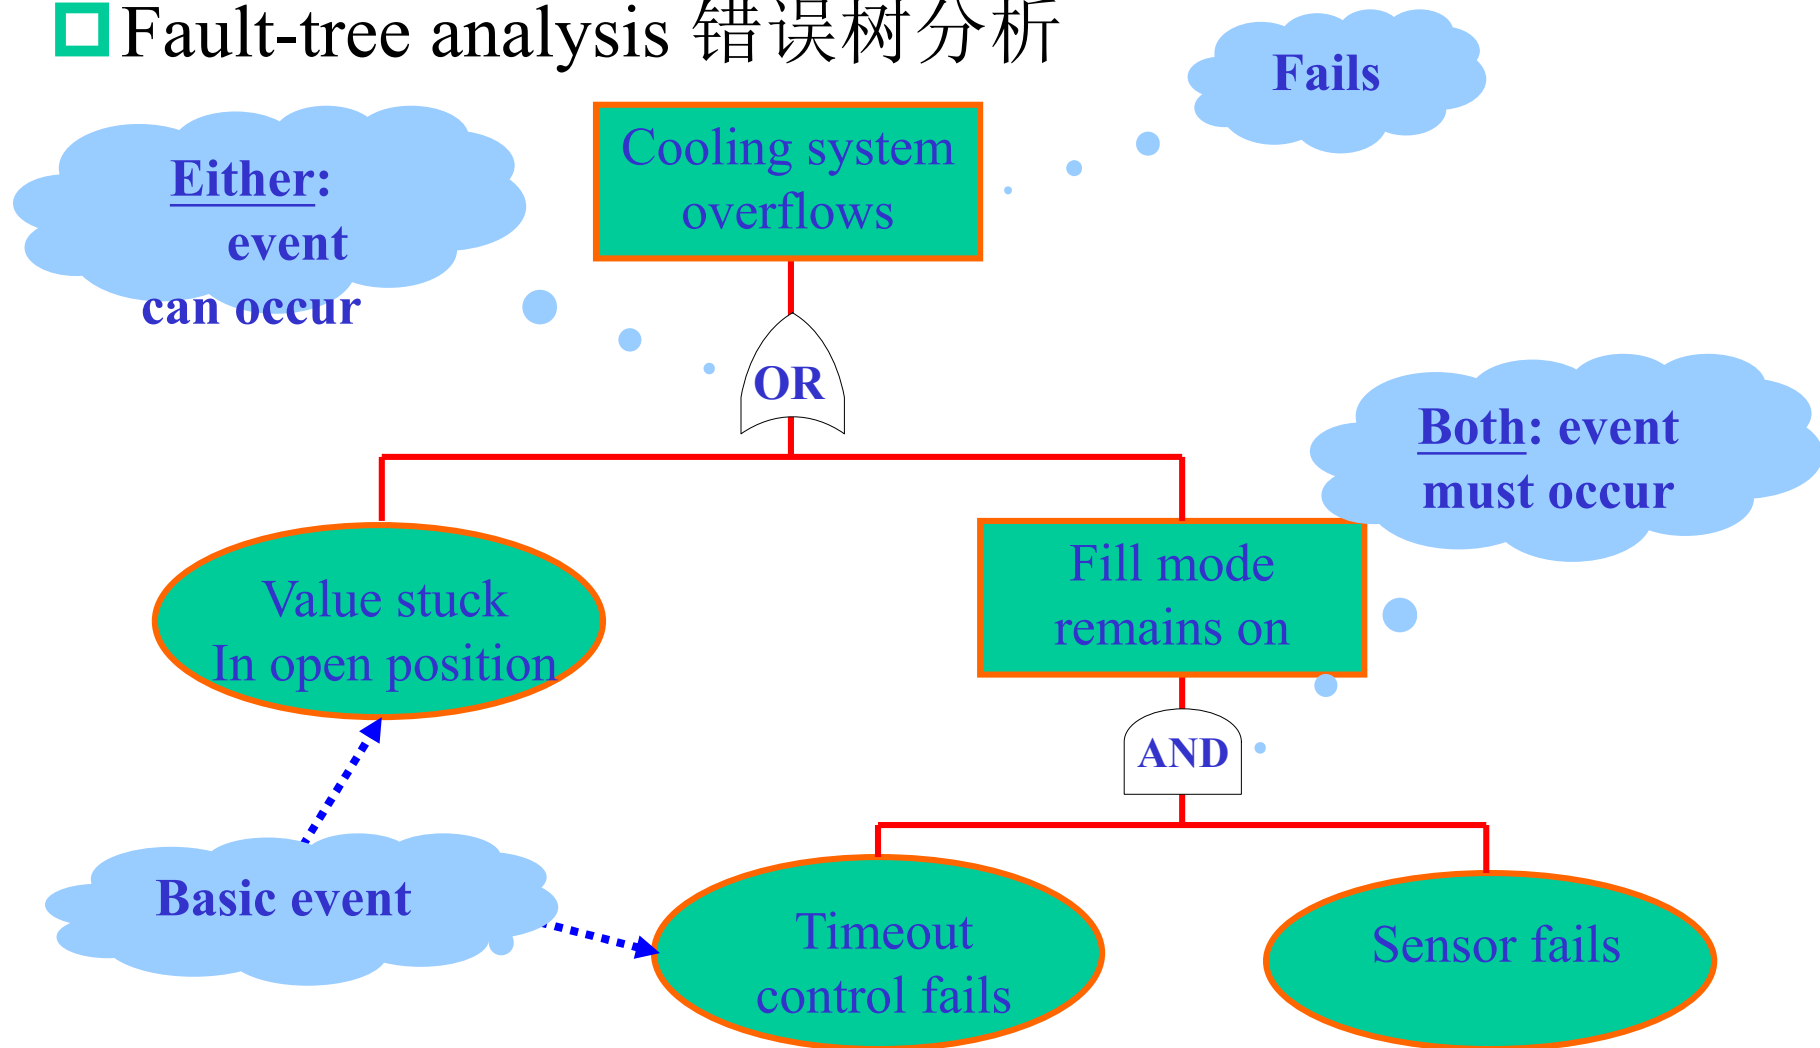 Fault-tree analysis 错误树分析
Fails
Cooling system
overflows
Either:
event
can occur
OR
Both: event
must occur
Value stuck
In open position
Fill mode
remains on
AND
Basic event
Timeout
control fails
Sensor fails